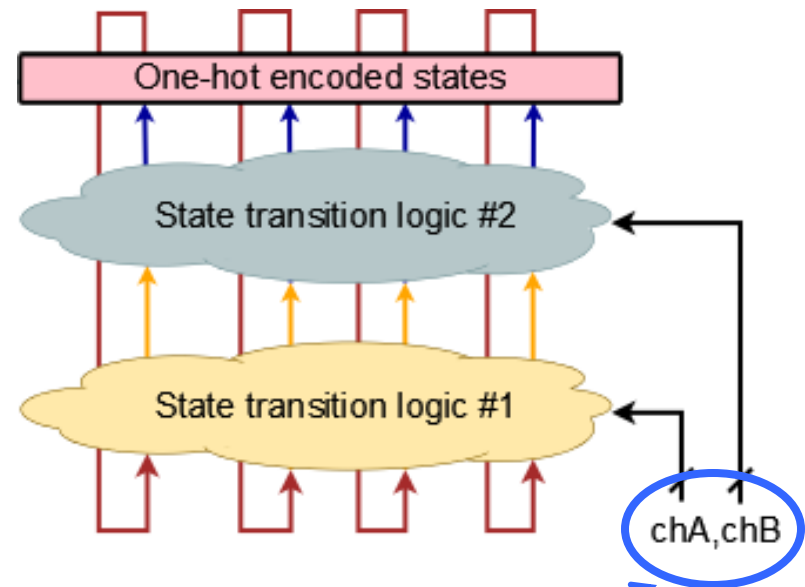 One-hot encoded states
State transition logic #2
State transition logic #1
chA,chB